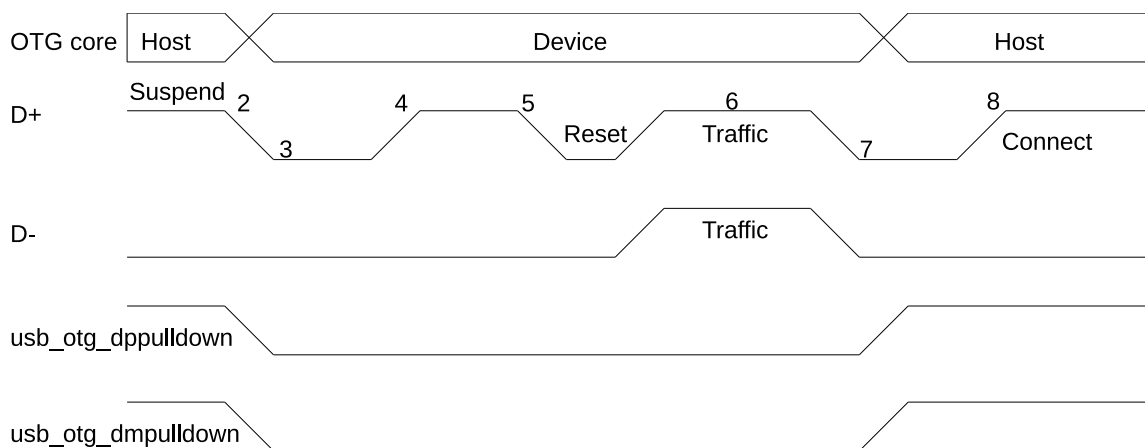 OTG core Host Device Host
Suspend 2 4 5 6 8
D+
3 Reset Traffic 7 Connect
D- Traffic
usb_otg_dppulldown
usb_otg_dmpulldown